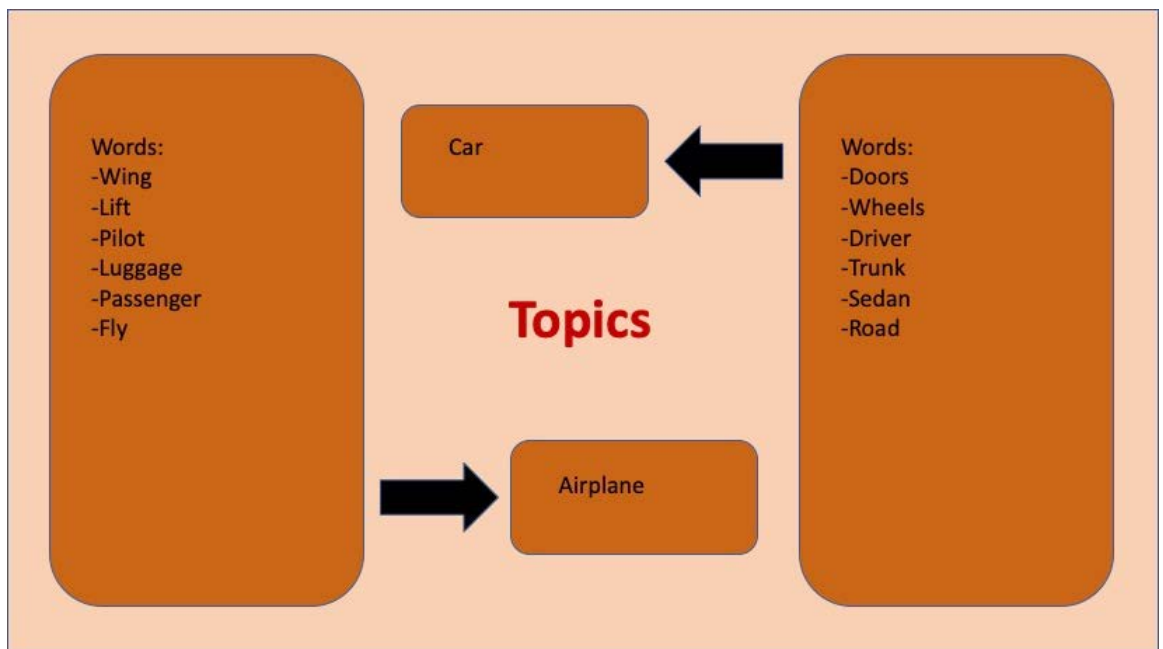 Words:
-Wing
-Lift
-Pilot
-Luggage
-Passenger
-Fly
Car
Topics
Airplane
Words:
-Doors
-Wheels
-Driver
-Trunk
-Sedan
-Road